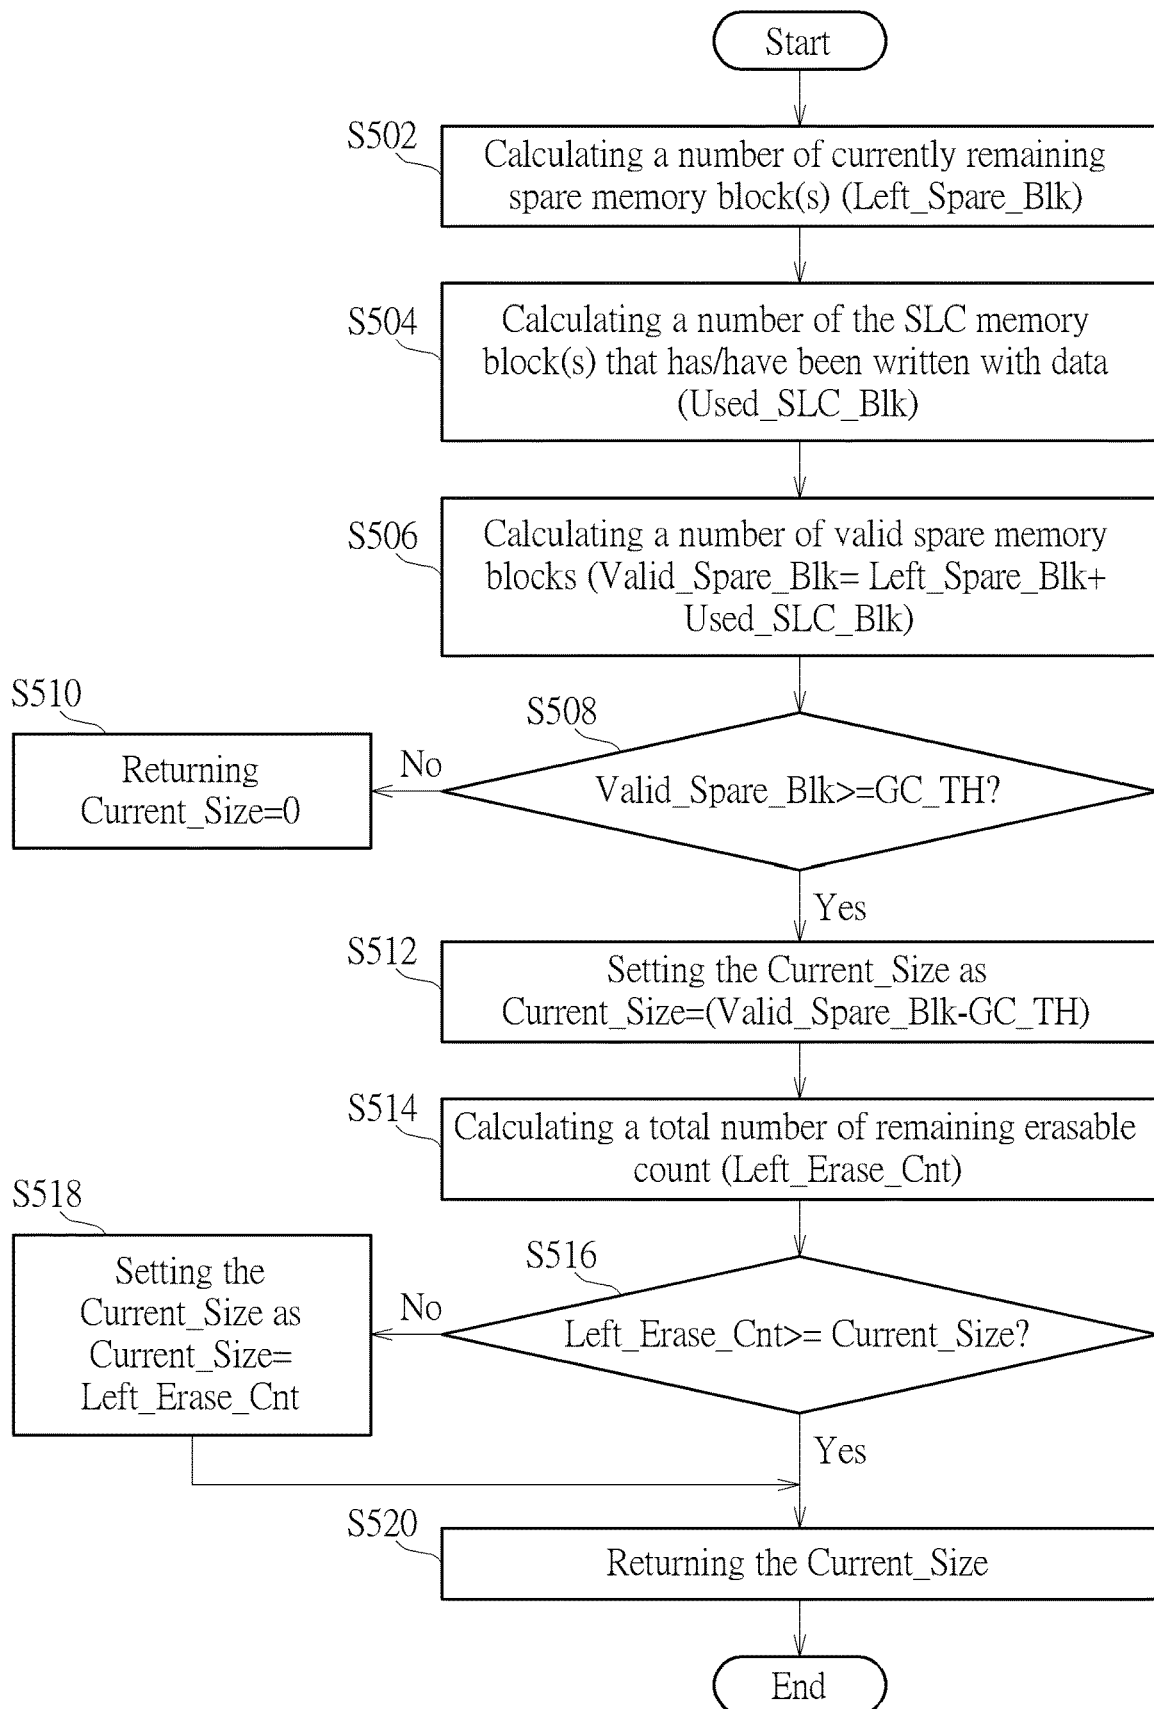 Start
S502
Calculating a number of currently remaining
spare memory block(s) (Left_Spare_Blk)
S504
Calculating a number of the SLC memory
block(s) that has/have been written with data
(Used_SLC_Blk)
S506
Calculating a number of valid spare memory
blocks (Valid_Spare_Blk= Left_Spare_Blk+
Used_SLC_Blk)
S508
Valid_Spare_Blk>=GC_TH?
No
S510
Returning
Current_Size=0
Yes
S512
Setting the Current_Size as
Current_Size=(Valid_Spare_Blk-GC_TH)
S514
Calculating a total number of remaining erasable
count (Left_Erase_Cnt)
S516
Left_Erase_Cnt>= Current_Size?
No
S518
Setting the
Current_Size as
Current_Size=
Left_Erase_Cnt
Yes
S520
Returning the Current_Size
End